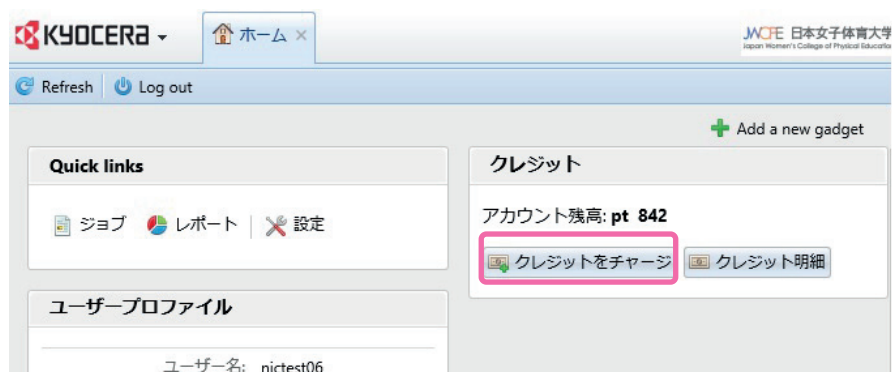 KYOCERA
ホーム
JWCPE 日本女子体育大学
Japan Women's College of Physical Education
Refresh
Log out
Add a new gadget
Quick links
ジョブ レポート 設定
クレジット
アカウント残高: pt 842
クレジットをチャージ クレジット明細
ユーザープロファイル
ユーザー名: nictest06